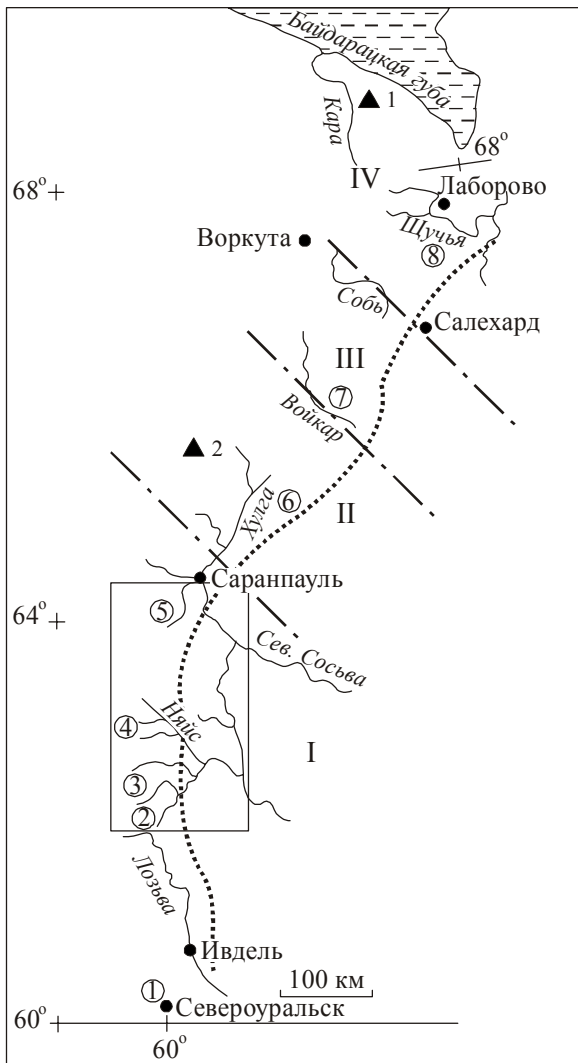 Байдарацкая губа
▲ 1
Кара
68°
68°
IV
Лаборово
Воркута
Щучья
⑧
Собь
Салехард
III
⑦
Войкар
▲ 2
Хулга
⑥
II
Саранпауль
64°
⑤
Сев. Сосьва
Няйс
④
I
③
②
Лозьва
Ивдель
100 км
①
Североуральск
60°
60°